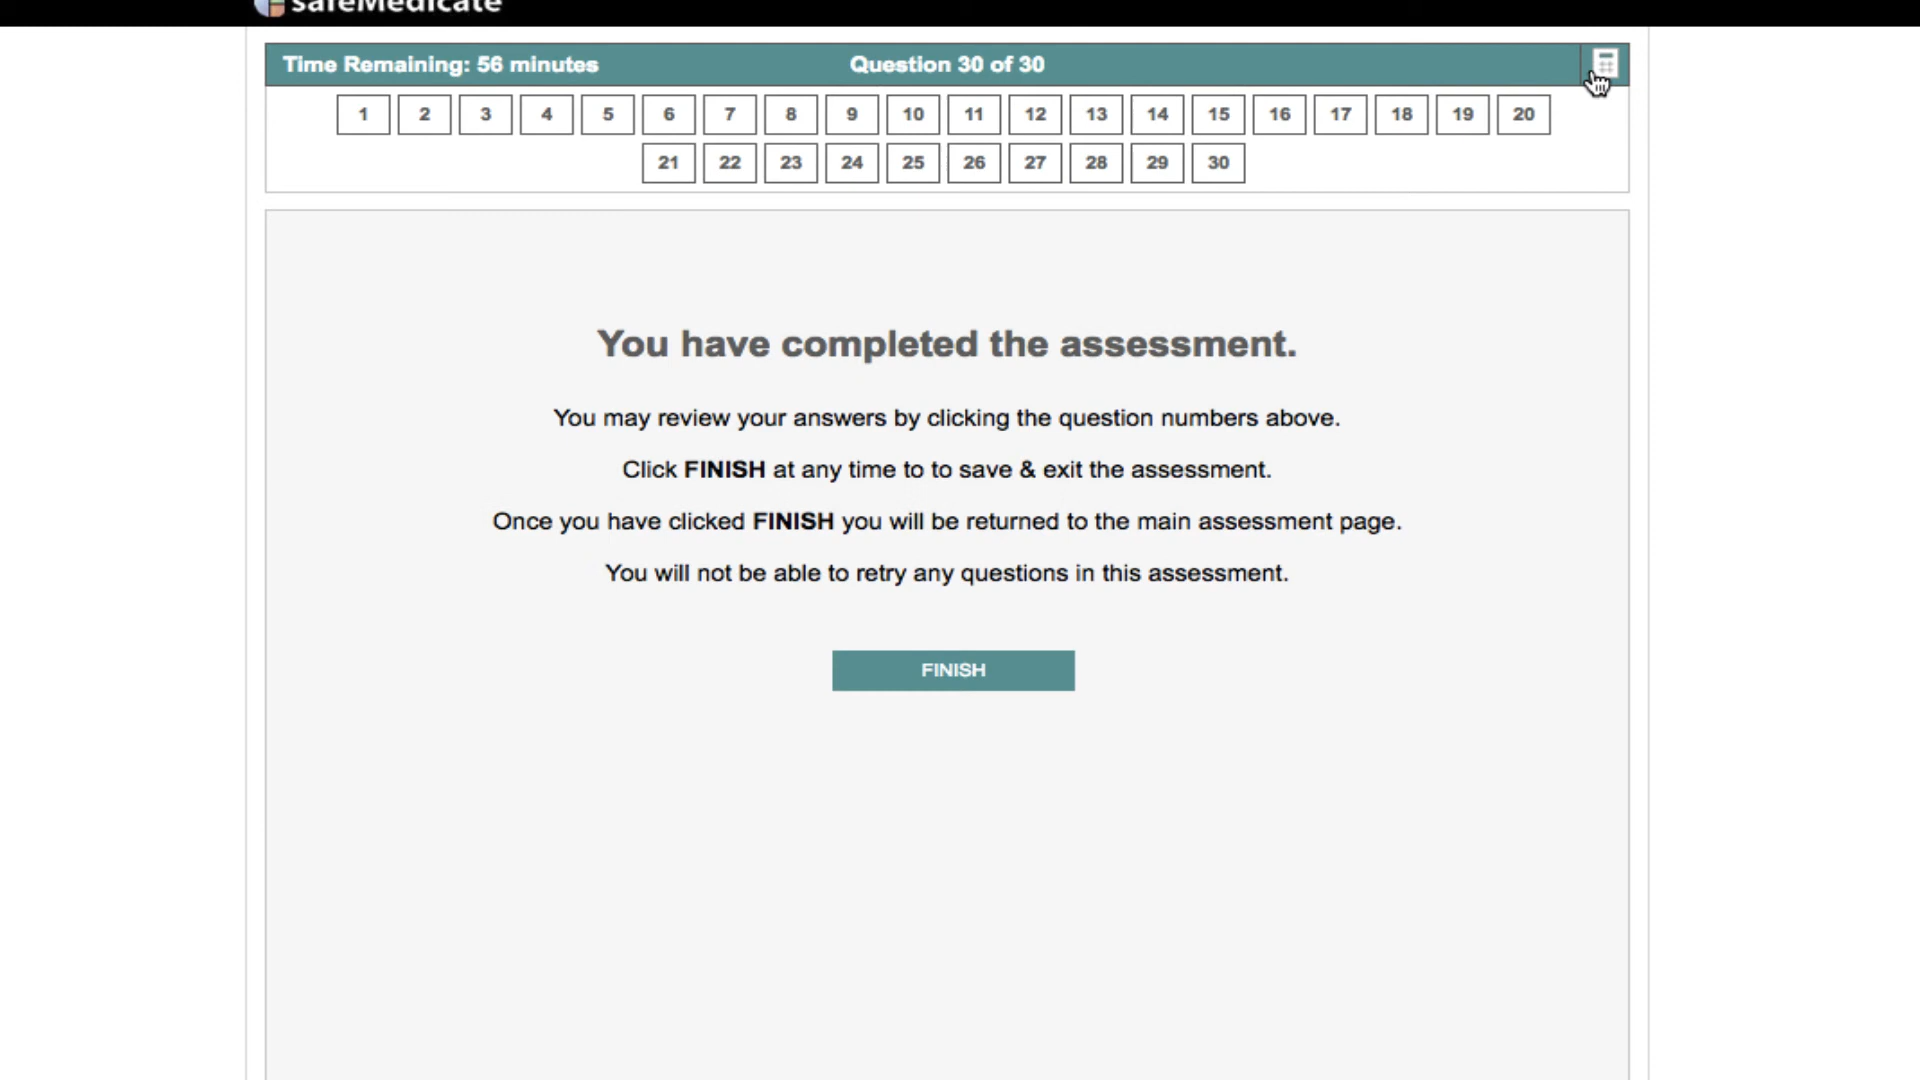 safeMedicate
Time Remaining: 56 minutes
Question 30 of 30
1 2 3 4 5 6 7 8 9 10 11 12 13 14 15 16 17 18 19 20
21 22 23 24 25 26 27 28 29 30
You have completed the assessment.
You may review your answers by clicking the question numbers above.
Click FINISH at any time to to save & exit the assessment.
Once you have clicked FINISH you will be returned to the main assessment page.
You will not be able to retry any questions in this assessment.
FINISH